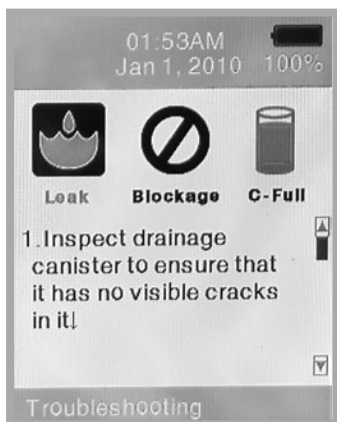 01:53AM
Jan 1, 2010 100%
Leak Blockage C-Full
1.Inspect drainage
canister to ensure that
it has no visible cracks
in it↓
Troubleshooting